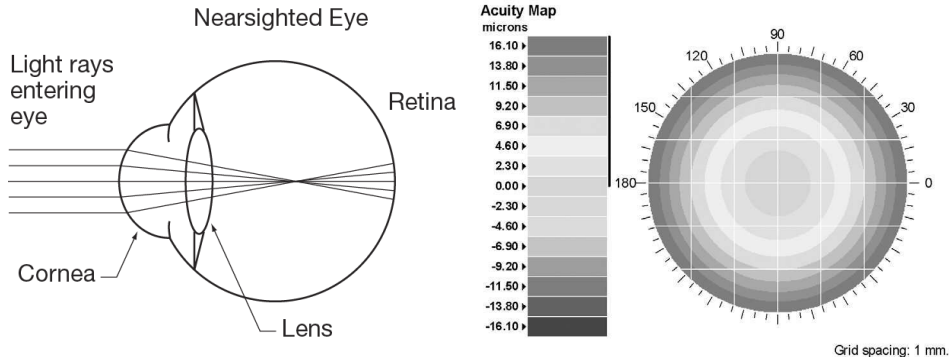 Nearsighted Eye
Light rays
entering
eye
Retina
Cornea
Lens
Acuity Map
microns
16.10
13.80
11.50
9.20
6.90
4.60
2.30
0.00
-2.30
-4.60
-6.90
-9.20
-11.50
-13.80
-16.10
90
120
60
150
30
180
0
Grid spacing: 1 mm.